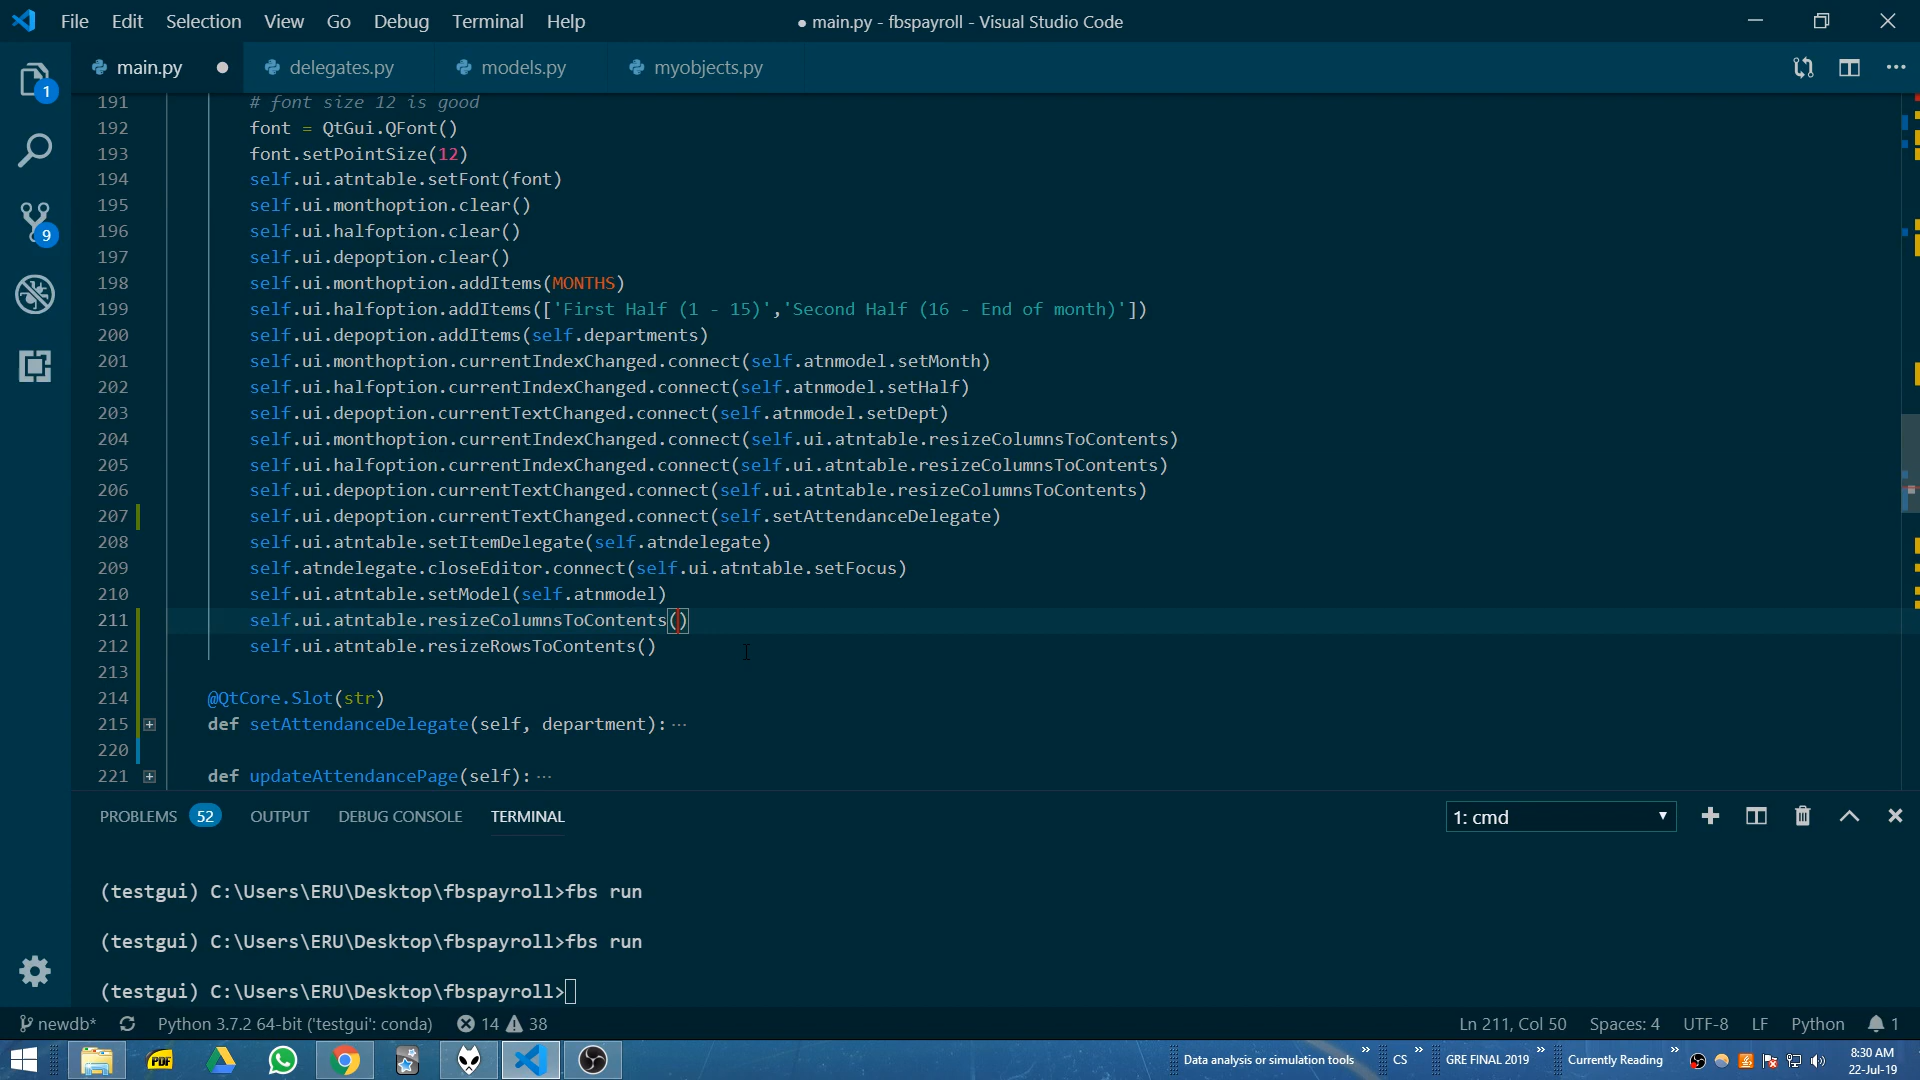 File Edit Selection View Go Debug Terminal Help
● main.py - fbspayroll - Visual Studio Code
main.py delegates.py models.py myobjects.py
1
9
191 # font size 12 is good
192 font = QtGui.QFont()
193 font.setPointSize(12)
194 self.ui.atntable.setFont(font)
195 self.ui.monthoption.clear()
196 self.ui.halfoption.clear()
197 self.ui.depoption.clear()
198 self.ui.monthoption.addItems(MONTHS)
199 self.ui.halfoption.addItems(['First Half (1 - 15)','Second Half (16 - End of month)'])
200 self.ui.depoption.addItems(self.departments)
201 self.ui.monthoption.currentIndexChanged.connect(self.atnmodel.setMonth)
202 self.ui.halfoption.currentIndexChanged.connect(self.atnmodel.setHalf)
203 self.ui.depoption.currentTextChanged.connect(self.atnmodel.setDept)
204 self.ui.monthoption.currentIndexChanged.connect(self.ui.atntable.resizeColumnsToContents)
205 self.ui.halfoption.currentIndexChanged.connect(self.ui.atntable.resizeColumnsToContents)
206 self.ui.depoption.currentTextChanged.connect(self.ui.atntable.resizeColumnsToContents)
207 self.ui.depoption.currentTextChanged.connect(self.setAttendanceDelegate)
208 self.ui.atntable.setItemDelegate(self.atndelegate)
209 self.atndelegate.closeEditor.connect(self.ui.atntable.setFocus)
210 self.ui.atntable.setModel(self.atnmodel)
211 self.ui.atntable.resizeColumnsToContents()
212 self.ui.atntable.resizeRowsToContents()
213
214 @QtCore.Slot(str)
215 def setAttendanceDelegate(self, department):···
220
221 def updateAttendancePage(self):···
PROBLEMS 52 OUTPUT DEBUG CONSOLE TERMINAL
1: cmd
(testgui) C:\Users\ERU\Desktop\fbspayroll>fbs run
(testgui) C:\Users\ERU\Desktop\fbspayroll>fbs run
(testgui) C:\Users\ERU\Desktop\fbspayroll>
newdb* Python 3.7.2 64-bit ('testgui': conda) 14 38
Ln 211, Col 50 Spaces: 4 UTF-8 LF Python 1
PDF
Data analysis or simulation tools » CS » GRE FINAL 2019 » Currently Reading »
8:30 AM
22-Jul-19